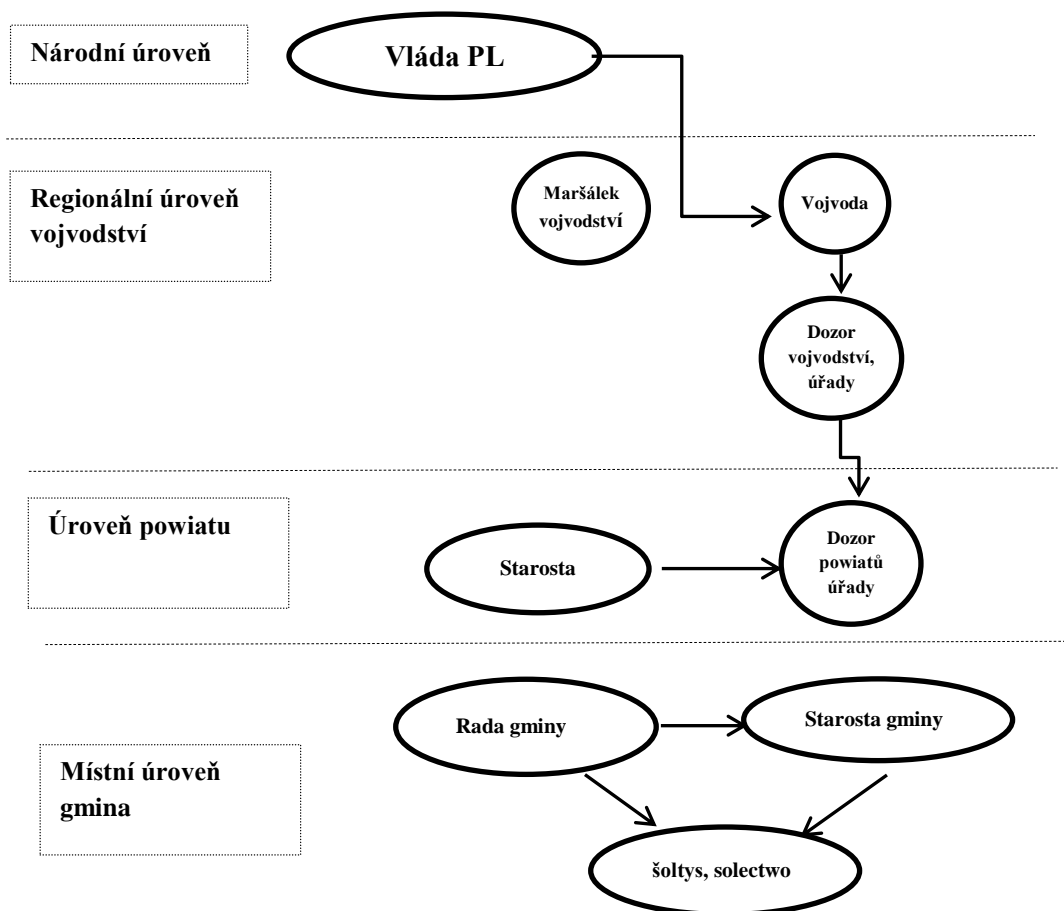 Národní úroveň
Vláda PL
Regionální úroveň
vojvodství
Maršálek
vojvodství
Vojvoda
Dozor
vojvodství,
úřady
Úroveň powiatu
Starosta
Dozor
powiatů
úřady
Místní úroveň
gmina
Rada gminy
Starosta gminy
šoltys, solectwo